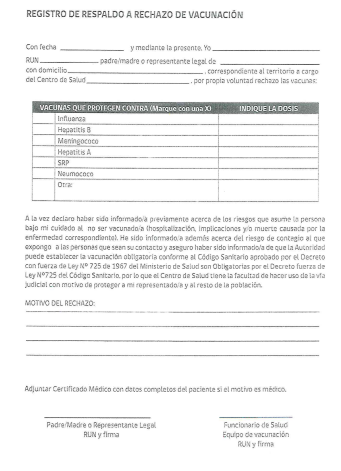 REGISTRO DE RESPALDO A RECHAZO DE VACUNACIÓN
Con fecha ____________ y mediante la presente, Yo ____________
RUN ____________ padre/madre o representante legal de ____________
con domicilio ____________, correspondiente al territorio a cargo
del Centro de Salud ____________, por propia voluntad rechazo las vacunas:
VACUNAS QUE PROTEGEN CONTRA (Marque con una X) INDIQUE LA DOSIS
Influenza
Hepatitis B
Meningococo
Hepatitis A
SRP
Neumococo
Otra:
A la vez declaro haber sido informado/a previamente acerca de los riesgos que asume la persona
bajo mi cuidado al no ser vacunado/a (hospitalización, implicaciones y/o muerte causada por la
enfermedad correspondiente). He sido informado/a además acerca del riesgo de contagio al que
expongo a las personas que sean su contacto y aseguro haber sido informado/a de que la Autoridad
puede establecer la vacunación obligatoria conforme al Código Sanitario aprobado por el Decreto
con fuerza de Ley Nº 725 de 1967 del Ministerio de Salud son Obligatorias por el Decreto fuerza de
Ley Nº725 del Código Sanitario, por lo que el Centro de Salud tiene la facultad de hacer uso de la vía
judicial con motivo de proteger a mi representado/a y al resto de la población.
MOTIVO DEL RECHAZO:
Adjuntar Certificado Médico con datos completos del paciente si el motivo es médico.
Padre/Madre o Representante Legal
RUN y firma
Funcionario de Salud
Equipo de vacunación
RUN y firma